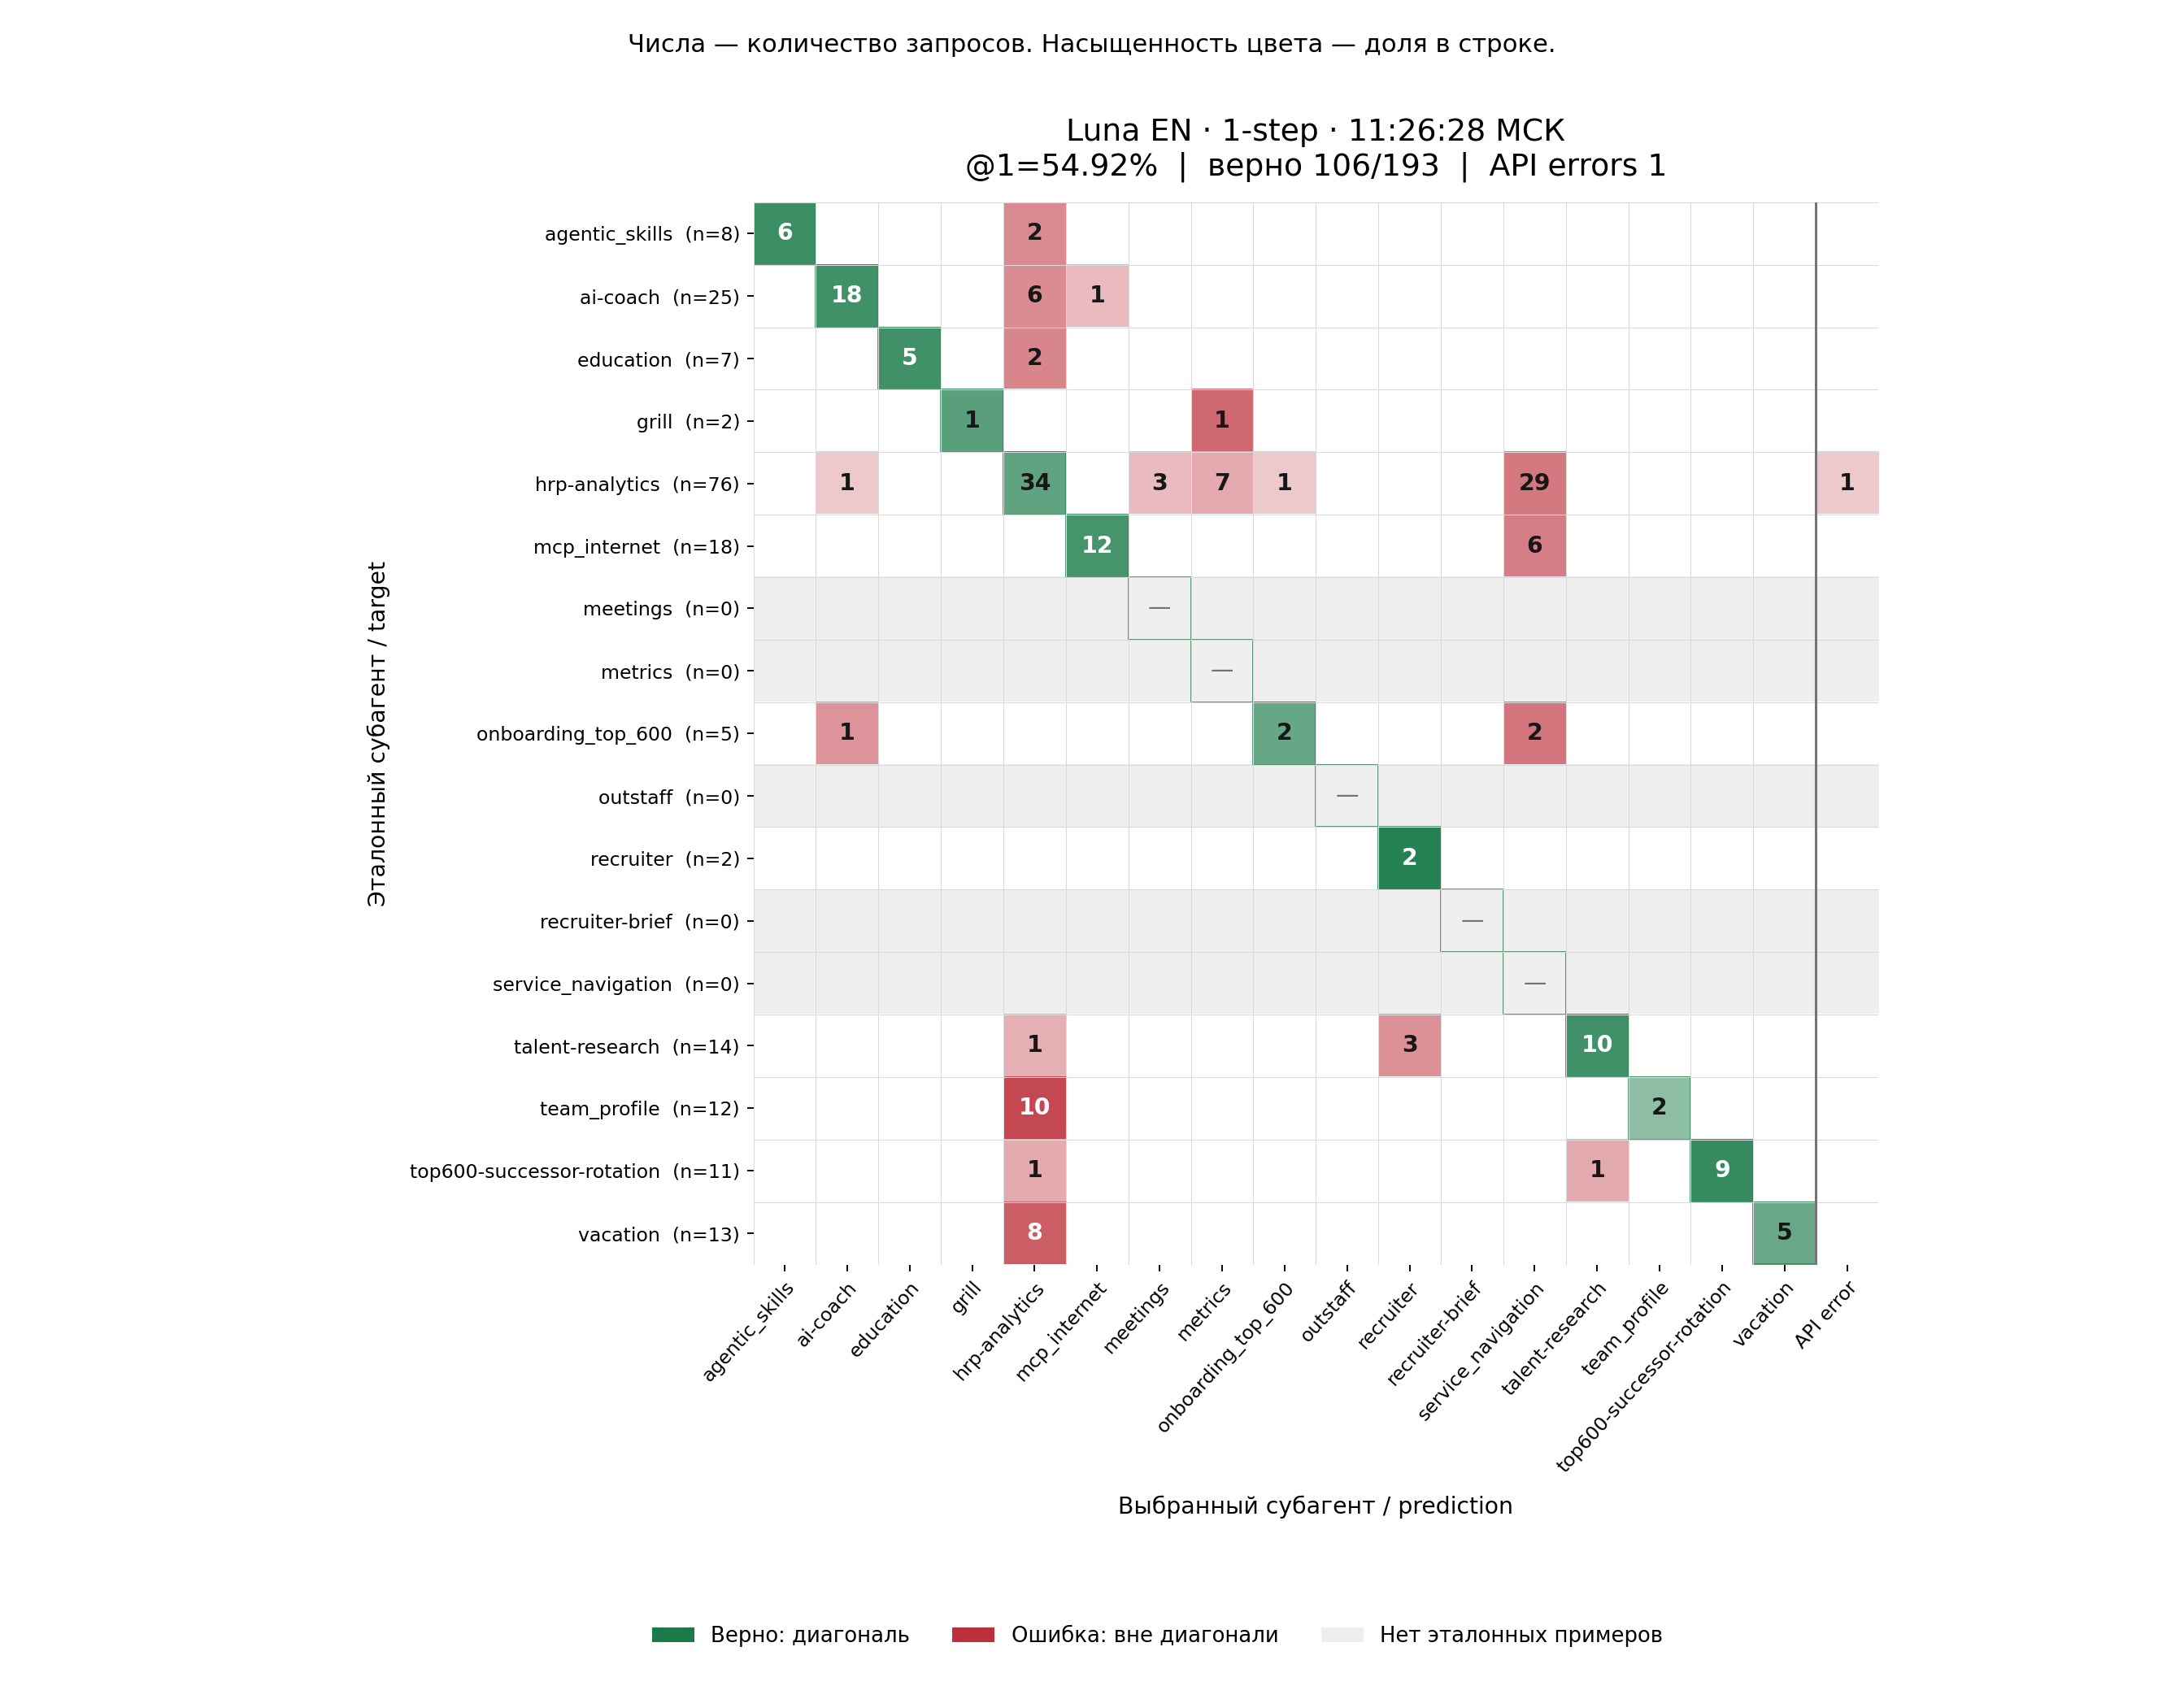 Числа — количество запросов. Насыщенность цвета — доля в строке.
Luna EN · 1-step · 11:26:28 МСК
@1=54.92% | верно 106/193 | API errors 1
Эталонный субагент / target
agentic_skills (n=8) 6 2
ai-coach (n=25) 18 6 1
education (n=7) 5 2
grill (n=2) 1 1
hrp-analytics (n=76) 1 34 3 7 1 29 1
mcp_internet (n=18) 12 6
meetings (n=0) —
metrics (n=0) —
onboarding_top_600 (n=5) 1 2 2
outstaff (n=0) —
recruiter (n=2) 2
recruiter-brief (n=0) —
service_navigation (n=0) —
talent-research (n=14) 1 3 10
team_profile (n=12) 10 2
top600-successor-rotation (n=11) 1 1 9
vacation (n=13) 8 5
agentic_skills
ai-coach
education
grill
hrp-analytics
mcp_internet
meetings
metrics
onboarding_top_600
outstaff
recruiter
recruiter-brief
service_navigation
talent-research
team_profile
top600-successor-rotation
vacation
API error
Выбранный субагент / prediction
Верно: диагональ
Ошибка: вне диагонали
Нет эталонных примеров